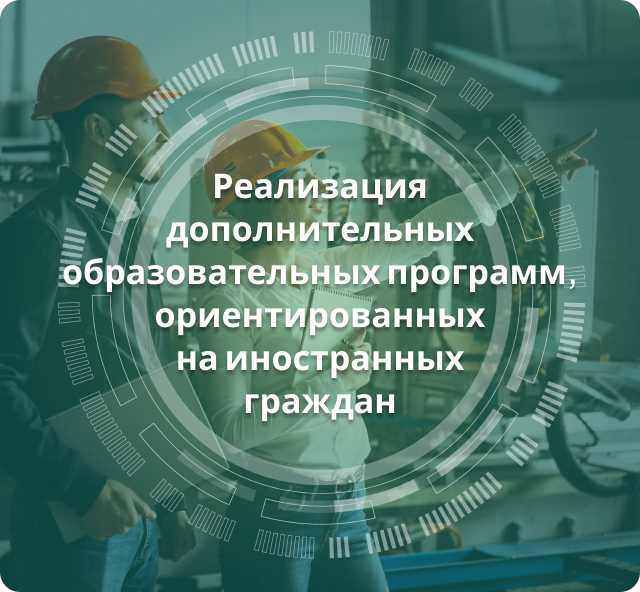 Реализация
дополнительных
образовательных программ,
ориентированных
на иностранных
граждан